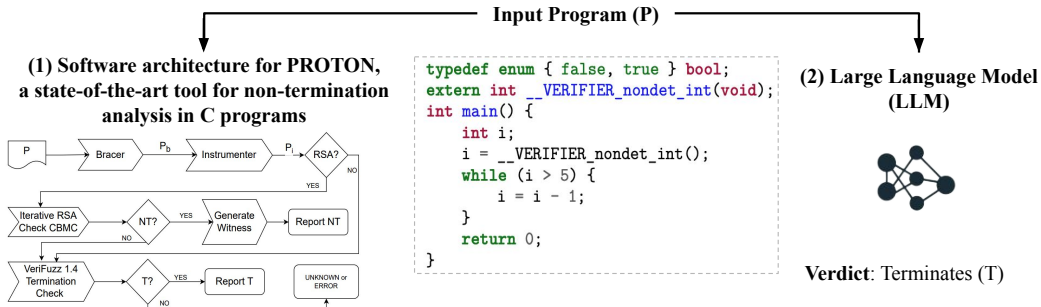 Input Program (P)
(1) Software architecture for PROTON,
a state-of-the-art tool for non-termination
analysis in C programs
P
Bracer
P_b
Instrumenter
P_i
RSA?
NO
YES
Iterative RSA
Check CBMC
NT?
YES
Generate
Witness
Report NT
NO
VeriFuzz 1.4
Termination
Check
T?
YES
Report T
NO
UNKNOWN or
ERROR
typedef enum { false, true } bool;
extern int __VERIFIER_nondet_int(void);
int main() {
    int i;
    i = __VERIFIER_nondet_int();
    while (i > 5) {
        i = i - 1;
    }
    return 0;
}
(2) Large Language Model
(LLM)
Verdict: Terminates (T)